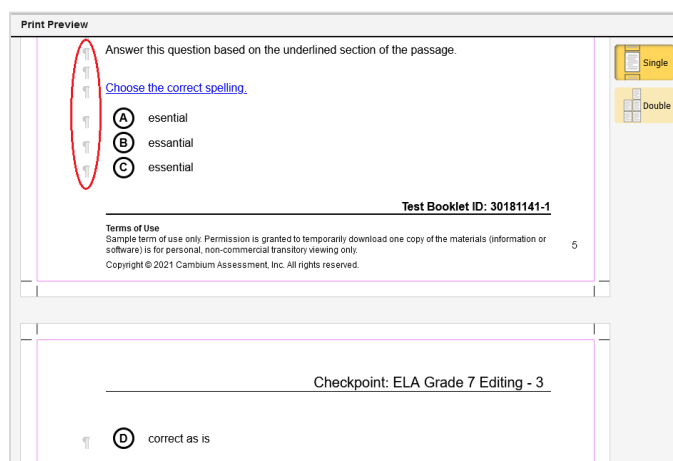 Print Preview
¶ Answer this question based on the underlined section of the passage.
¶
¶ Choose the correct spelling.
¶ A esential
¶ B essantial
¶ C essential
Test Booklet ID: 30181141-1
Terms of Use
Sample term of use only. Permission is granted to temporarily download one copy of the materials (information or
software) is for personal, non-commercial transitory viewing only.
5
Copyright © 2021 Cambium Assessment, Inc. All rights reserved.
Single
Double
Checkpoint: ELA Grade 7 Editing - 3
¶ D correct as is